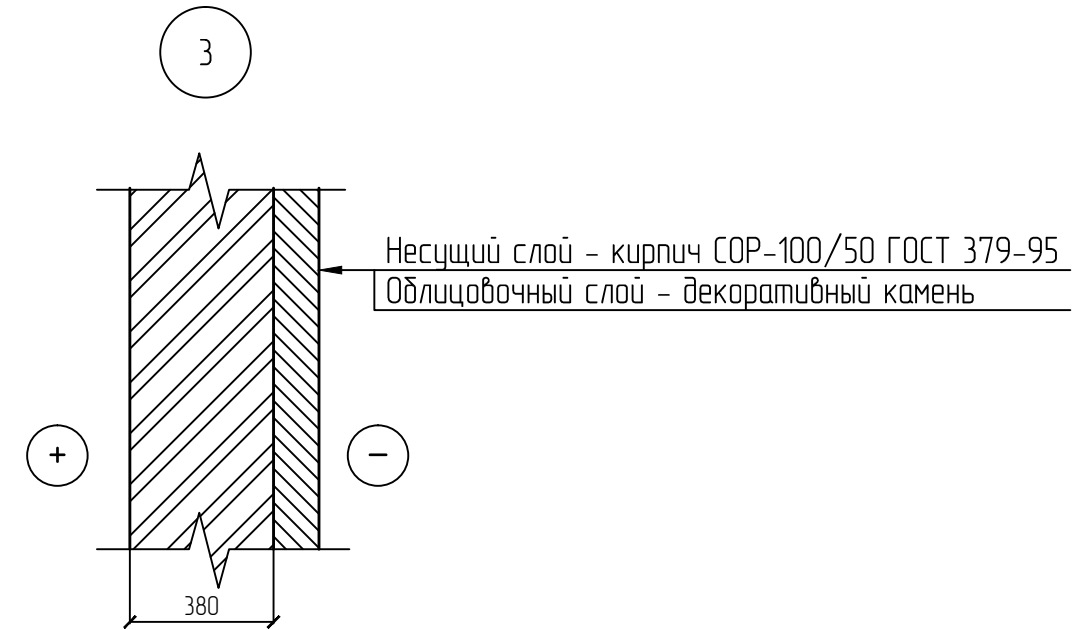 3
Несущий слой - кирпич СОР-100/50 ГОСТ 379-95
Облицовочный слой - декоративный камень
+
-
380